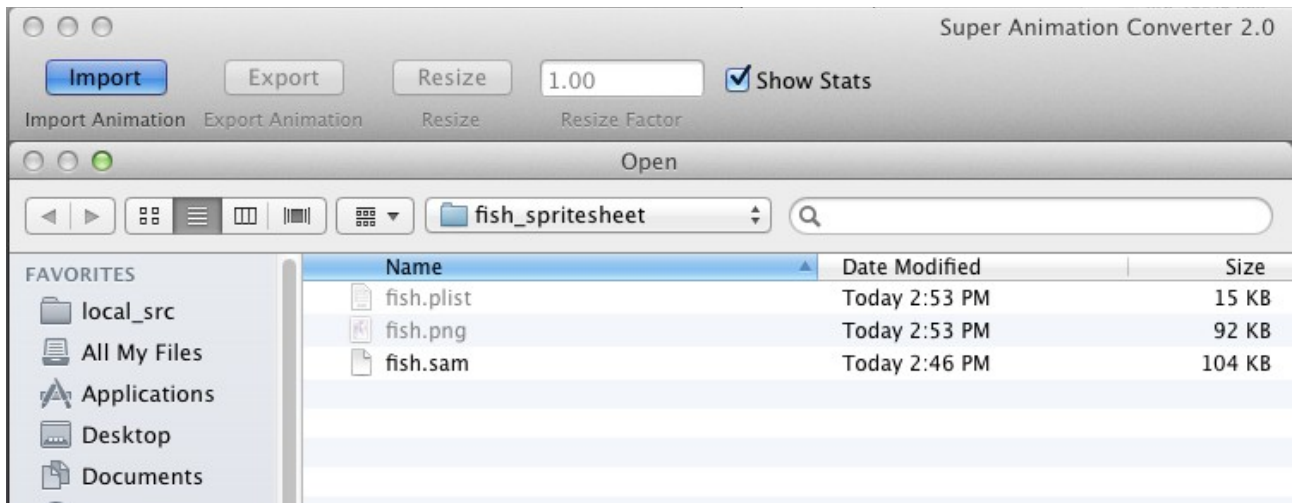 Super Animation Converter 2.0
Import Export Resize 1.00 Show Stats
Import Animation Export Animation Resize Resize Factor
Open
fish_spritesheet
FAVORITES Name Date Modified Size
fish.plist Today 2:53 PM 15 KB
local_src
fish.png Today 2:53 PM 92 KB
All My Files
fish.sam Today 2:46 PM 104 KB
Applications
Desktop
Documents